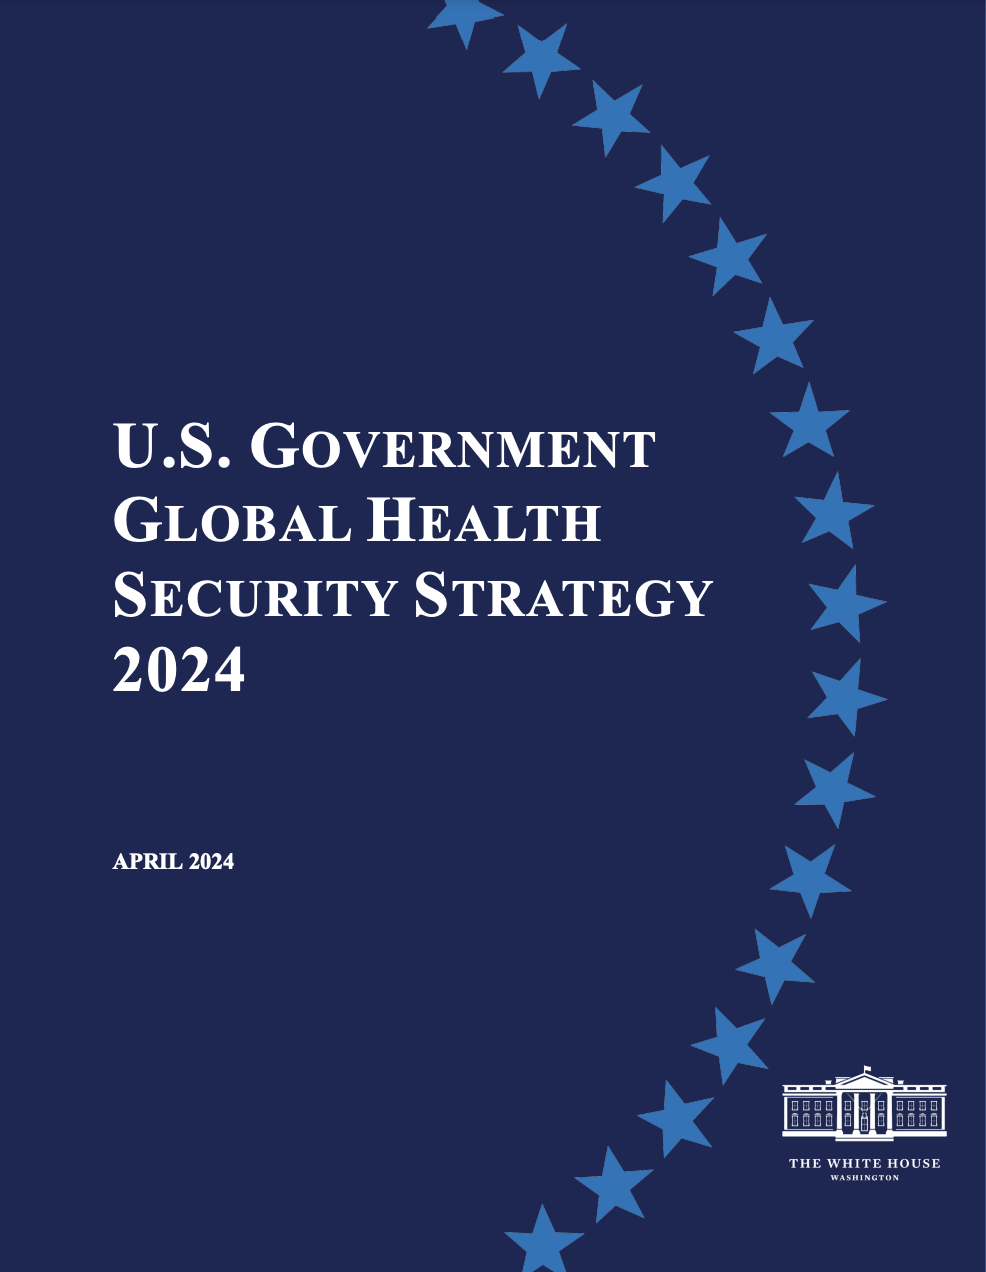 U.S. GOVERNMENT
GLOBAL HEALTH
SECURITY STRATEGY
2024
APRIL 2024
THE WHITE HOUSE
WASHINGTON